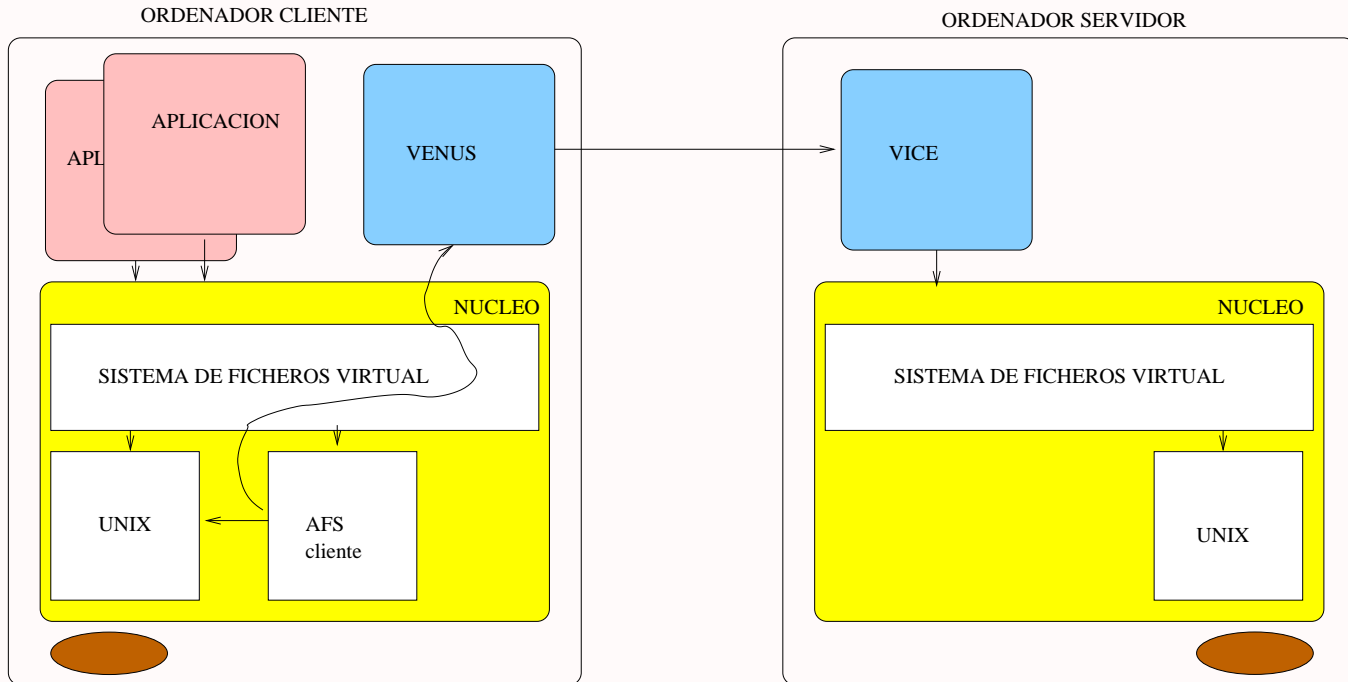 ORDENADOR CLIENTE
ORDENADOR SERVIDOR
APLICACION
APL
VENUS
VICE
NUCLEO
NUCLEO
SISTEMA DE FICHEROS VIRTUAL
SISTEMA DE FICHEROS VIRTUAL
UNIX
AFS
cliente
UNIX